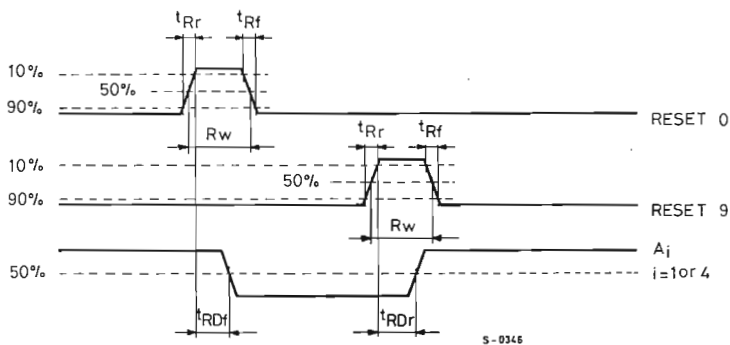 tRr tRf
10%
50%
90%
Rw
RESET 0
tRr tRf
10%
50%
90%
RESET 9
Rw
Ai
50%
i=1or 4
tRDf tRDr
S-0346